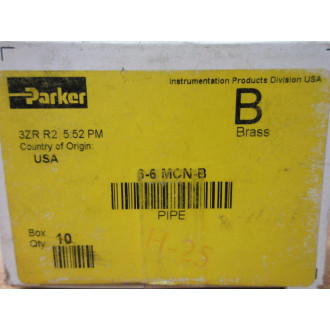 Instrumentation Products Division USA
Parker
B
Brass
3ZR R2 5:52 PM
Country of Origin:
USA
6-6 MCN-B
PIPE
Box
Qty 10
H-25